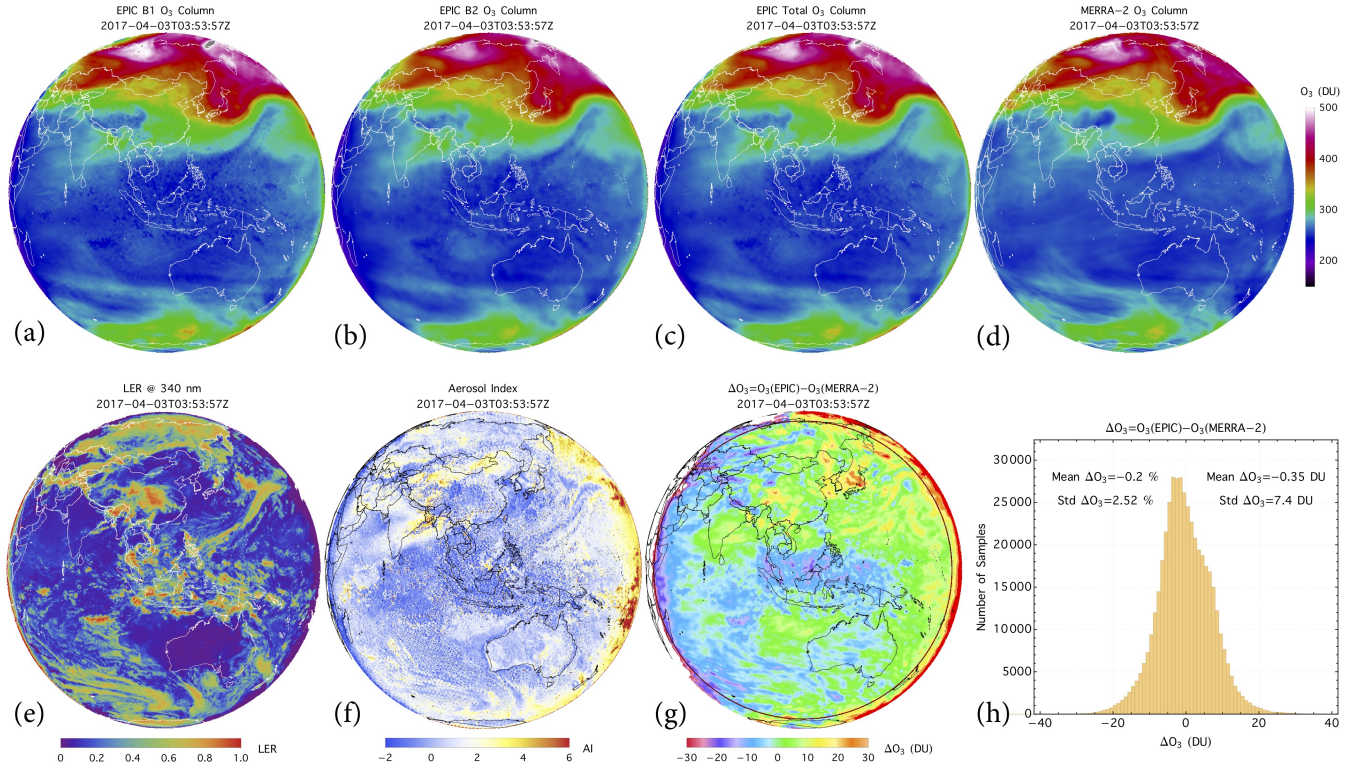 EPIC B1 O₃ Column
2017−04−03T03:53:57Z
EPIC B2 O₃ Column
2017−04−03T03:53:57Z
EPIC Total O₃ Column
2017−04−03T03:53:57Z
MERRA−2 O₃ Column
2017−04−03T03:53:57Z
O₃ (DU)
500
400
300
200
(a)
(b)
(c)
(d)
LER @ 340 nm
2017−04−03T03:53:57Z
Aerosol Index
2017−04−03T03:53:57Z
ΔO₃=O₃(EPIC)−O₃(MERRA−2)
2017−04−03T03:53:57Z
ΔO₃=O₃(EPIC)−O₃(MERRA−2)
Mean ΔO₃=−0.2 %
Mean ΔO₃=−0.35 DU
Std ΔO₃=2.52 %
Std ΔO₃=7.4 DU
Number of Samples
30000
25000
20000
15000
10000
5000
0
−40 −20 0 20 40
ΔO₃ (DU)
(e)
(f)
(g)
(h)
0 0.2 0.4 0.6 0.8 1.0
LER
−2 0 2 4 6
AI
−30 −20 −10 0 10 20 30
ΔO₃ (DU)